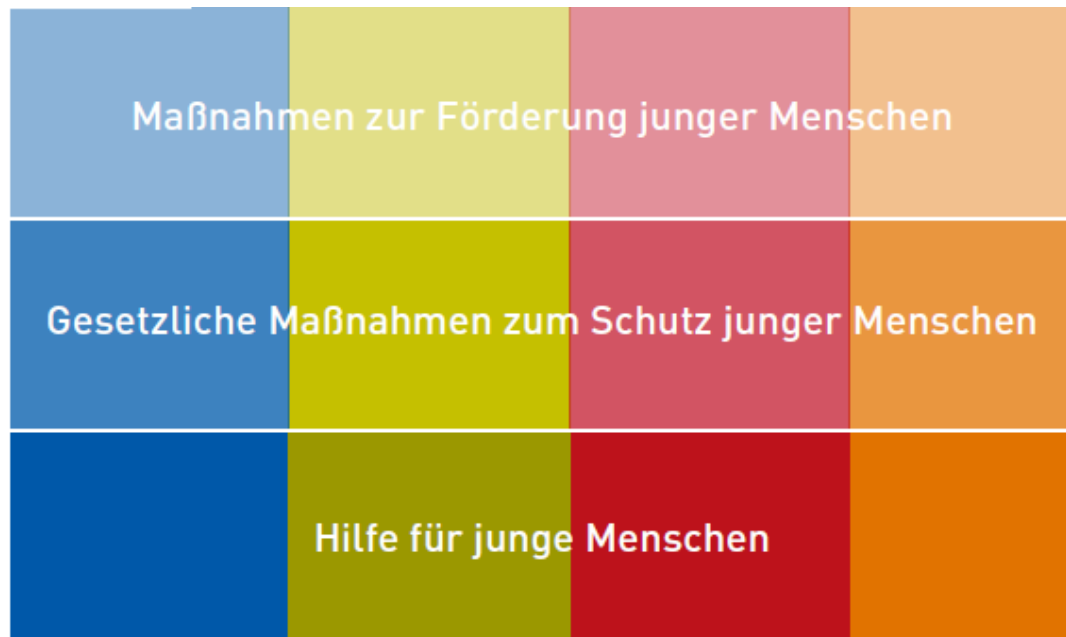 Maßnahmen zur Förderung junger Menschen
Gesetzliche Maßnahmen zum Schutz junger Menschen
Hilfe für junge Menschen